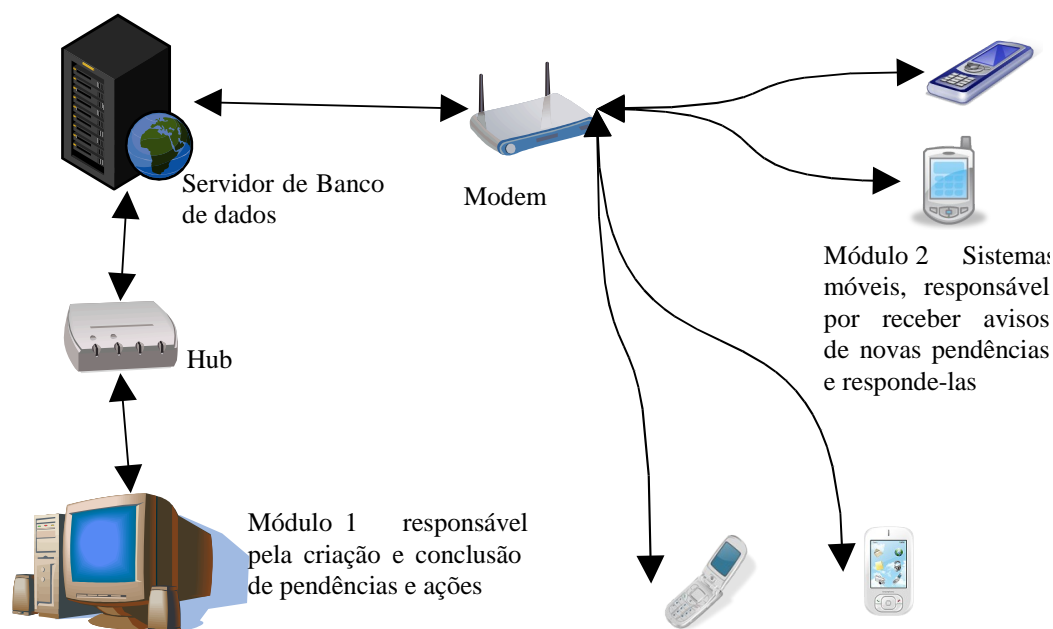 Servidor de Banco
de dados
Modem
Módulo 2 Sistemas
móveis, responsável
por receber avisos
de novas pendências
e responde-las
Hub
Módulo 1 responsável
pela criação e conclusão
de pendências e ações